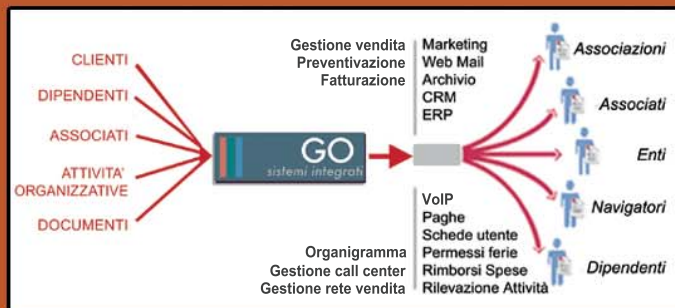 CLIENTI
DIPENDENTI
ASSOCIATI
ATTIVITA'
ORGANIZZATIVE
DOCUMENTI
GO
sistemi integrati
Gestione vendita
Preventivazione
Fatturazione
Marketing
Web Mail
Archivio
CRM
ERP
VoIP
Paghe
Schede utente
Permessi ferie
Rimborsi Spese
Rilevazione Attività
Organigramma
Gestione call center
Gestione rete vendita
Associazioni
Associati
Enti
Navigatori
Dipendenti